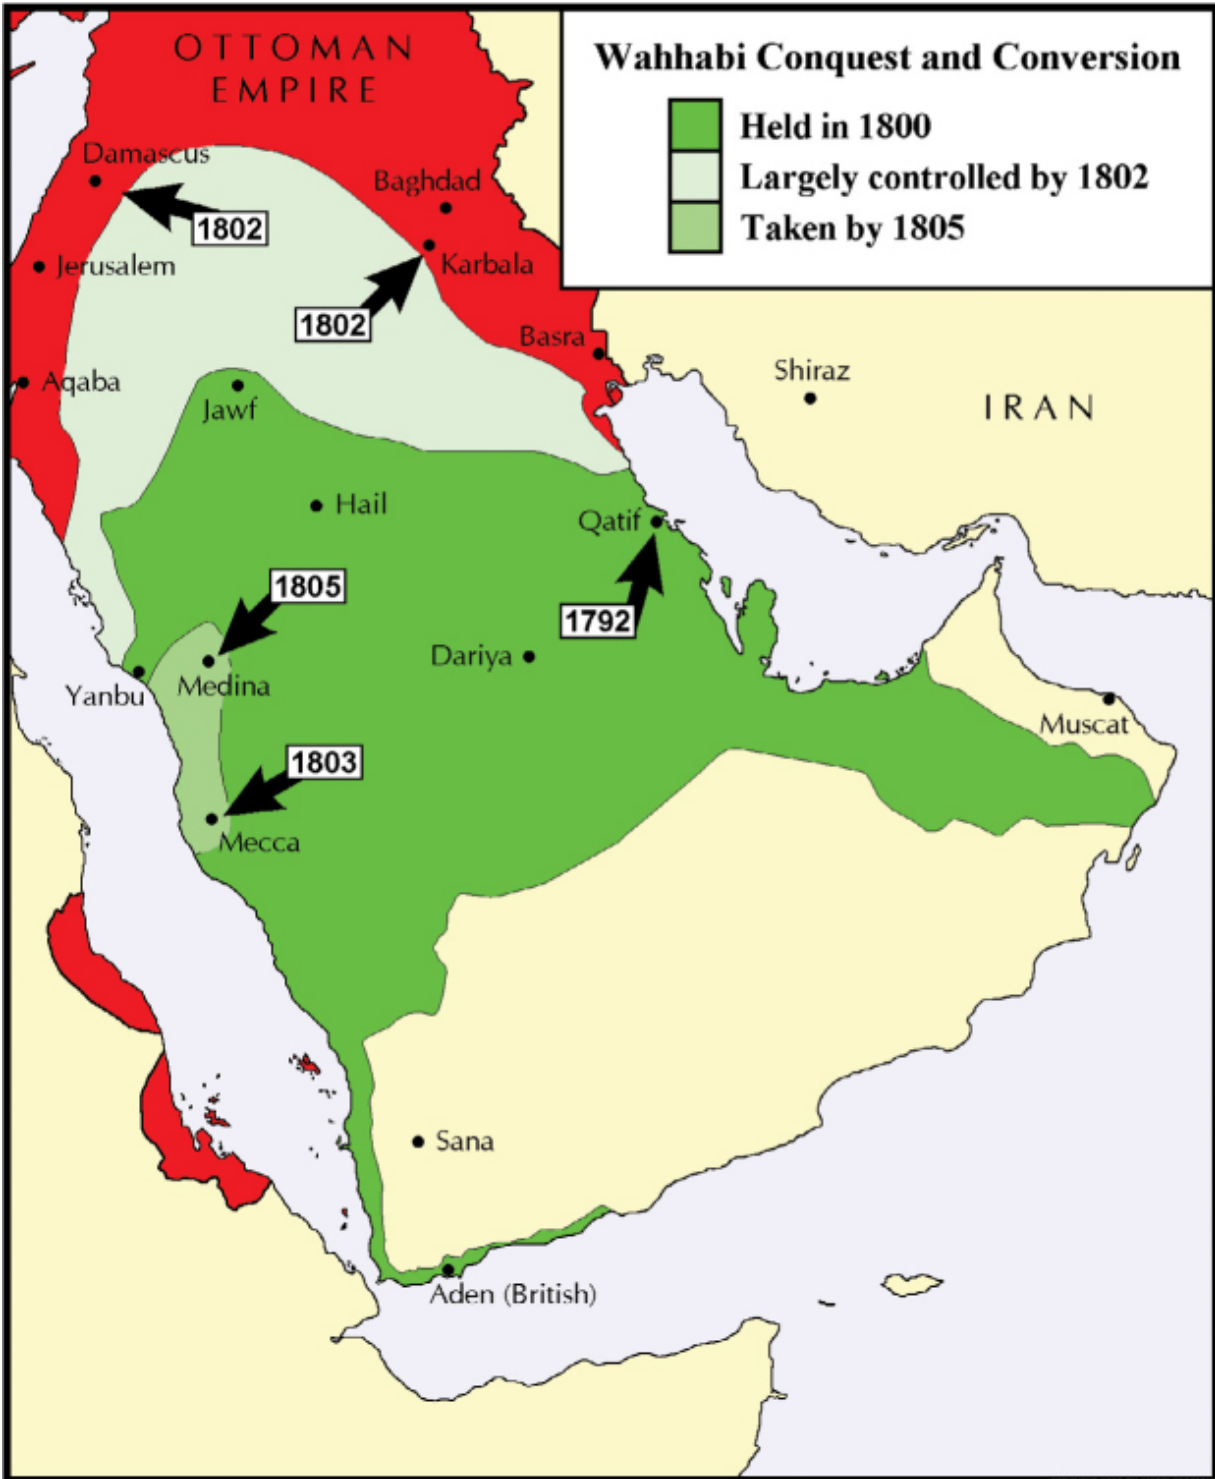 OTTOMAN
EMPIRE
Wahhabi Conquest and Conversion
Held in 1800
Largely controlled by 1802
Taken by 1805
Damascus
Baghdad
1802
Jerusalem
Karbala
1802
Basra
Shiraz
Aqaba
Jawf
IRAN
Hail
Qatif
1805
1792
Dariya
Medina
Yanbu
Muscat
1803
Mecca
Sana
Aden (British)